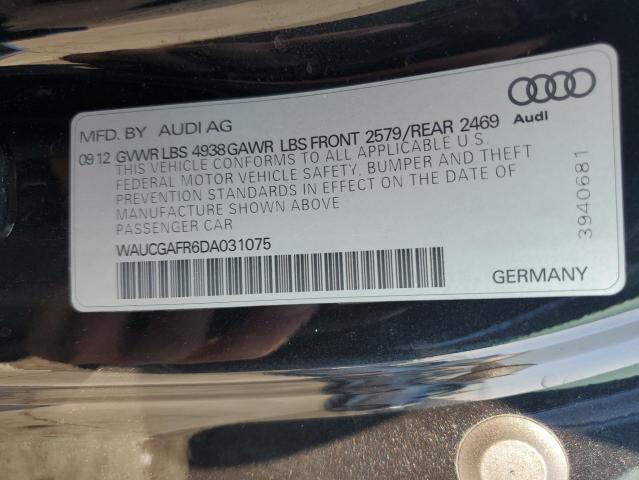 MFD. BY AUDI AG
Audi
09 12 GVWR LBS 4938 GAWR LBS FRONT 2579/REAR 2469
THIS VEHICLE CONFORMS TO ALL APPLICABLE U.S.
FEDERAL MOTOR VEHICLE SAFETY, BUMPER AND THEFT
PREVENTION STANDARDS IN EFFECT ON THE DATE OF
MANUFACTURE SHOWN ABOVE
PASSENGER CAR
WAUCGAFR6DA031075
3940681
GERMANY